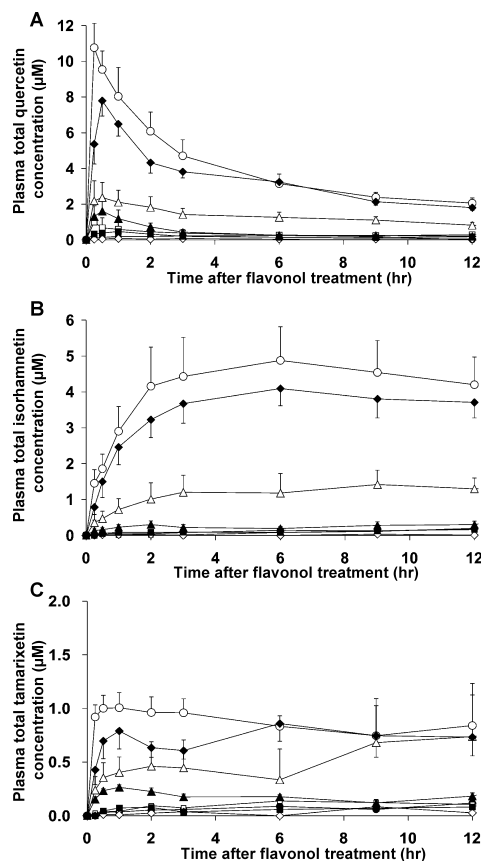 A
Plasma total quercetin
concentration (µM)
12
10
8
6
4
2
0
0 2 4 6 8 10 12
Time after flavonol treatment (hr)
B
Plasma total isorhamnetin
concentration (µM)
6
5
4
3
2
1
0
0 2 4 6 8 10 12
Time after flavonol treatment (hr)
C
Plasma total tamarixetin
concentration (µM)
2.0
1.5
1.0
0.5
0.0
0 2 4 6 8 10 12
Time after flavonol treatment (hr)